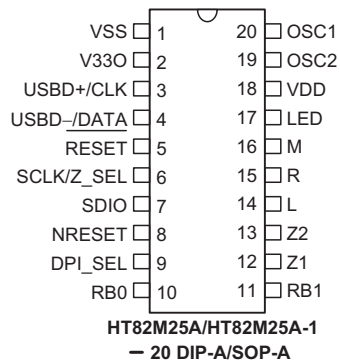 VSS 1 20 OSC1
V33O 2 19 OSC2
USBD+/CLK 3 18 VDD
USBD–/DATA 4 17 LED
RESET 5 16 M
SCLK/Z_SEL 6 15 R
SDIO 7 14 L
NRESET 8 13 Z2
DPI_SEL 9 12 Z1
RB0 10 11 RB1
HT82M25A/HT82M25A-1
– 20 DIP-A/SOP-A